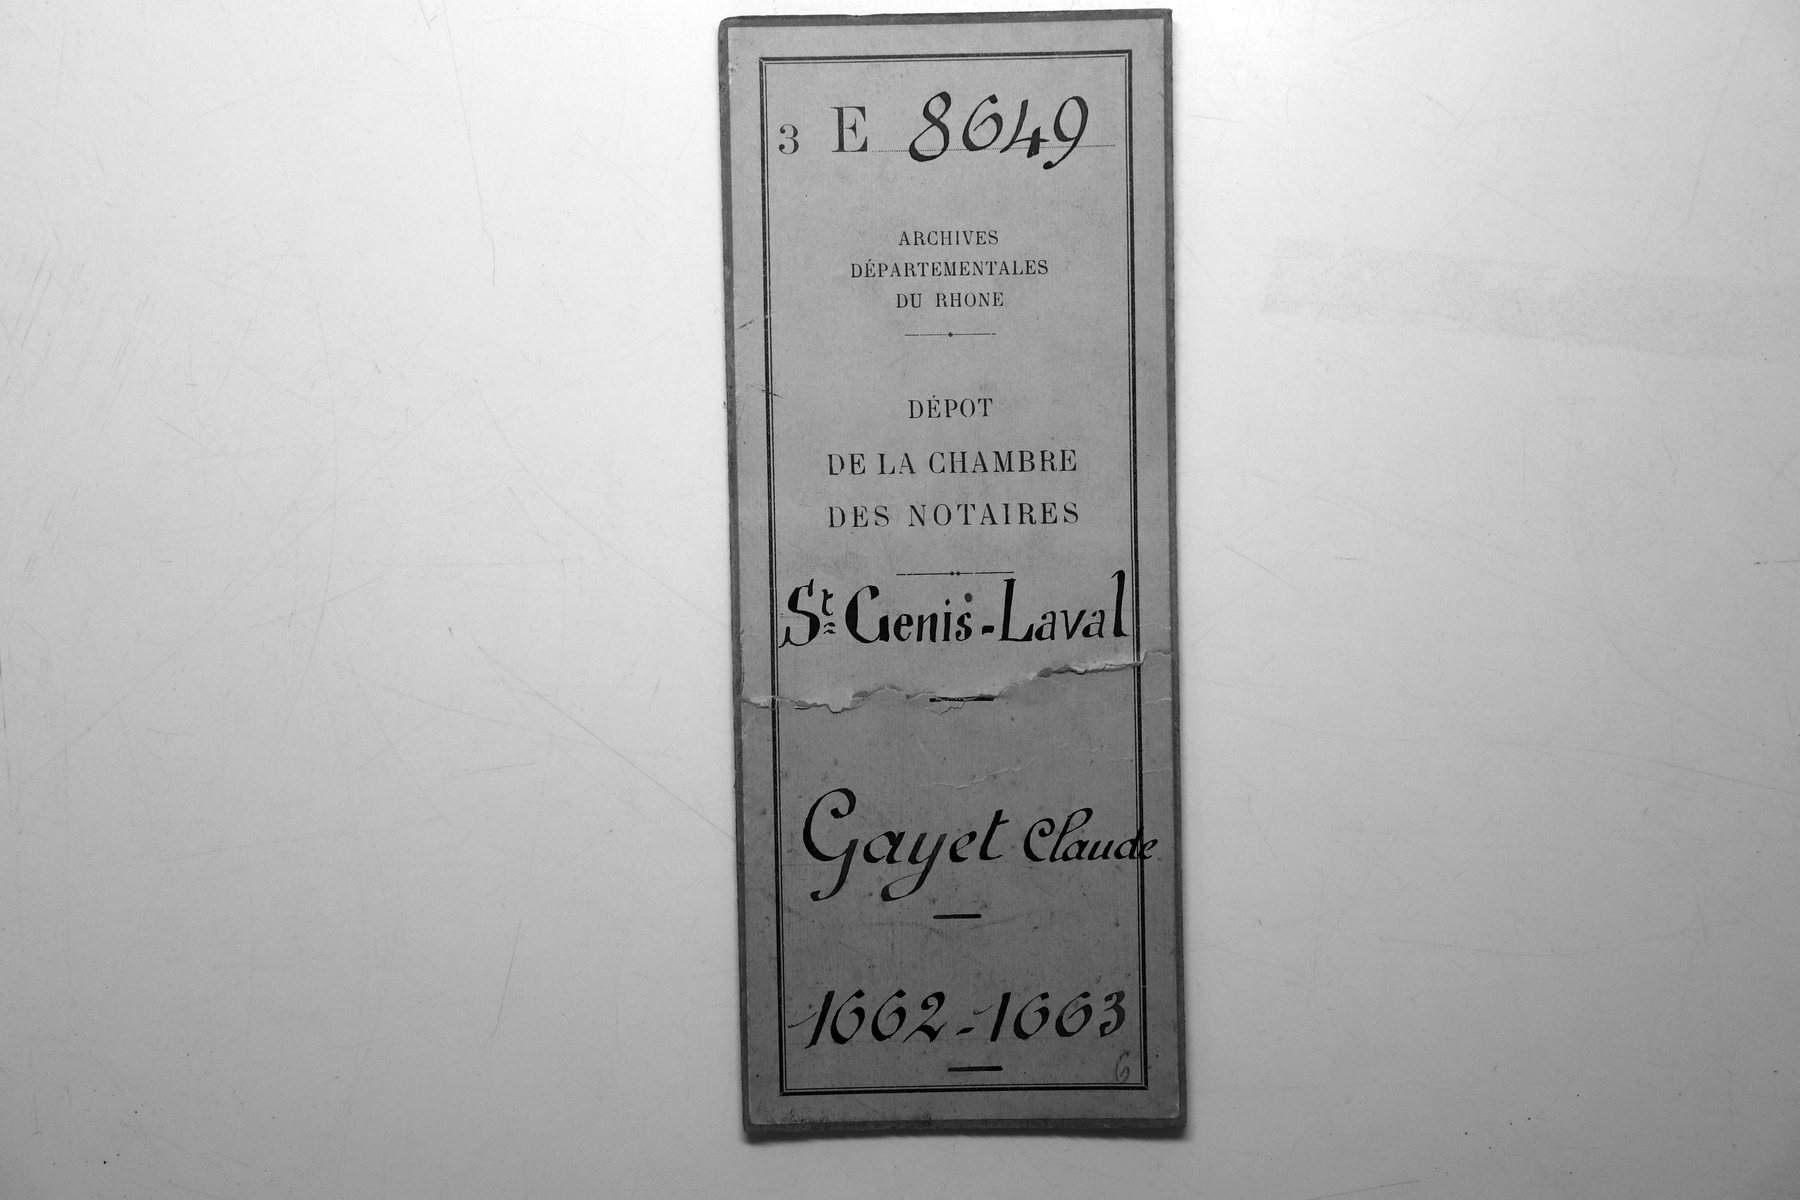 3 E 8649
ARCHIVES
DÉPARTEMENTALES
DU RHONE
DÉPOT
DE LA CHAMBRE
DES NOTAIRES
St Genis-Laval
Gayet Claude
1662-1663
6